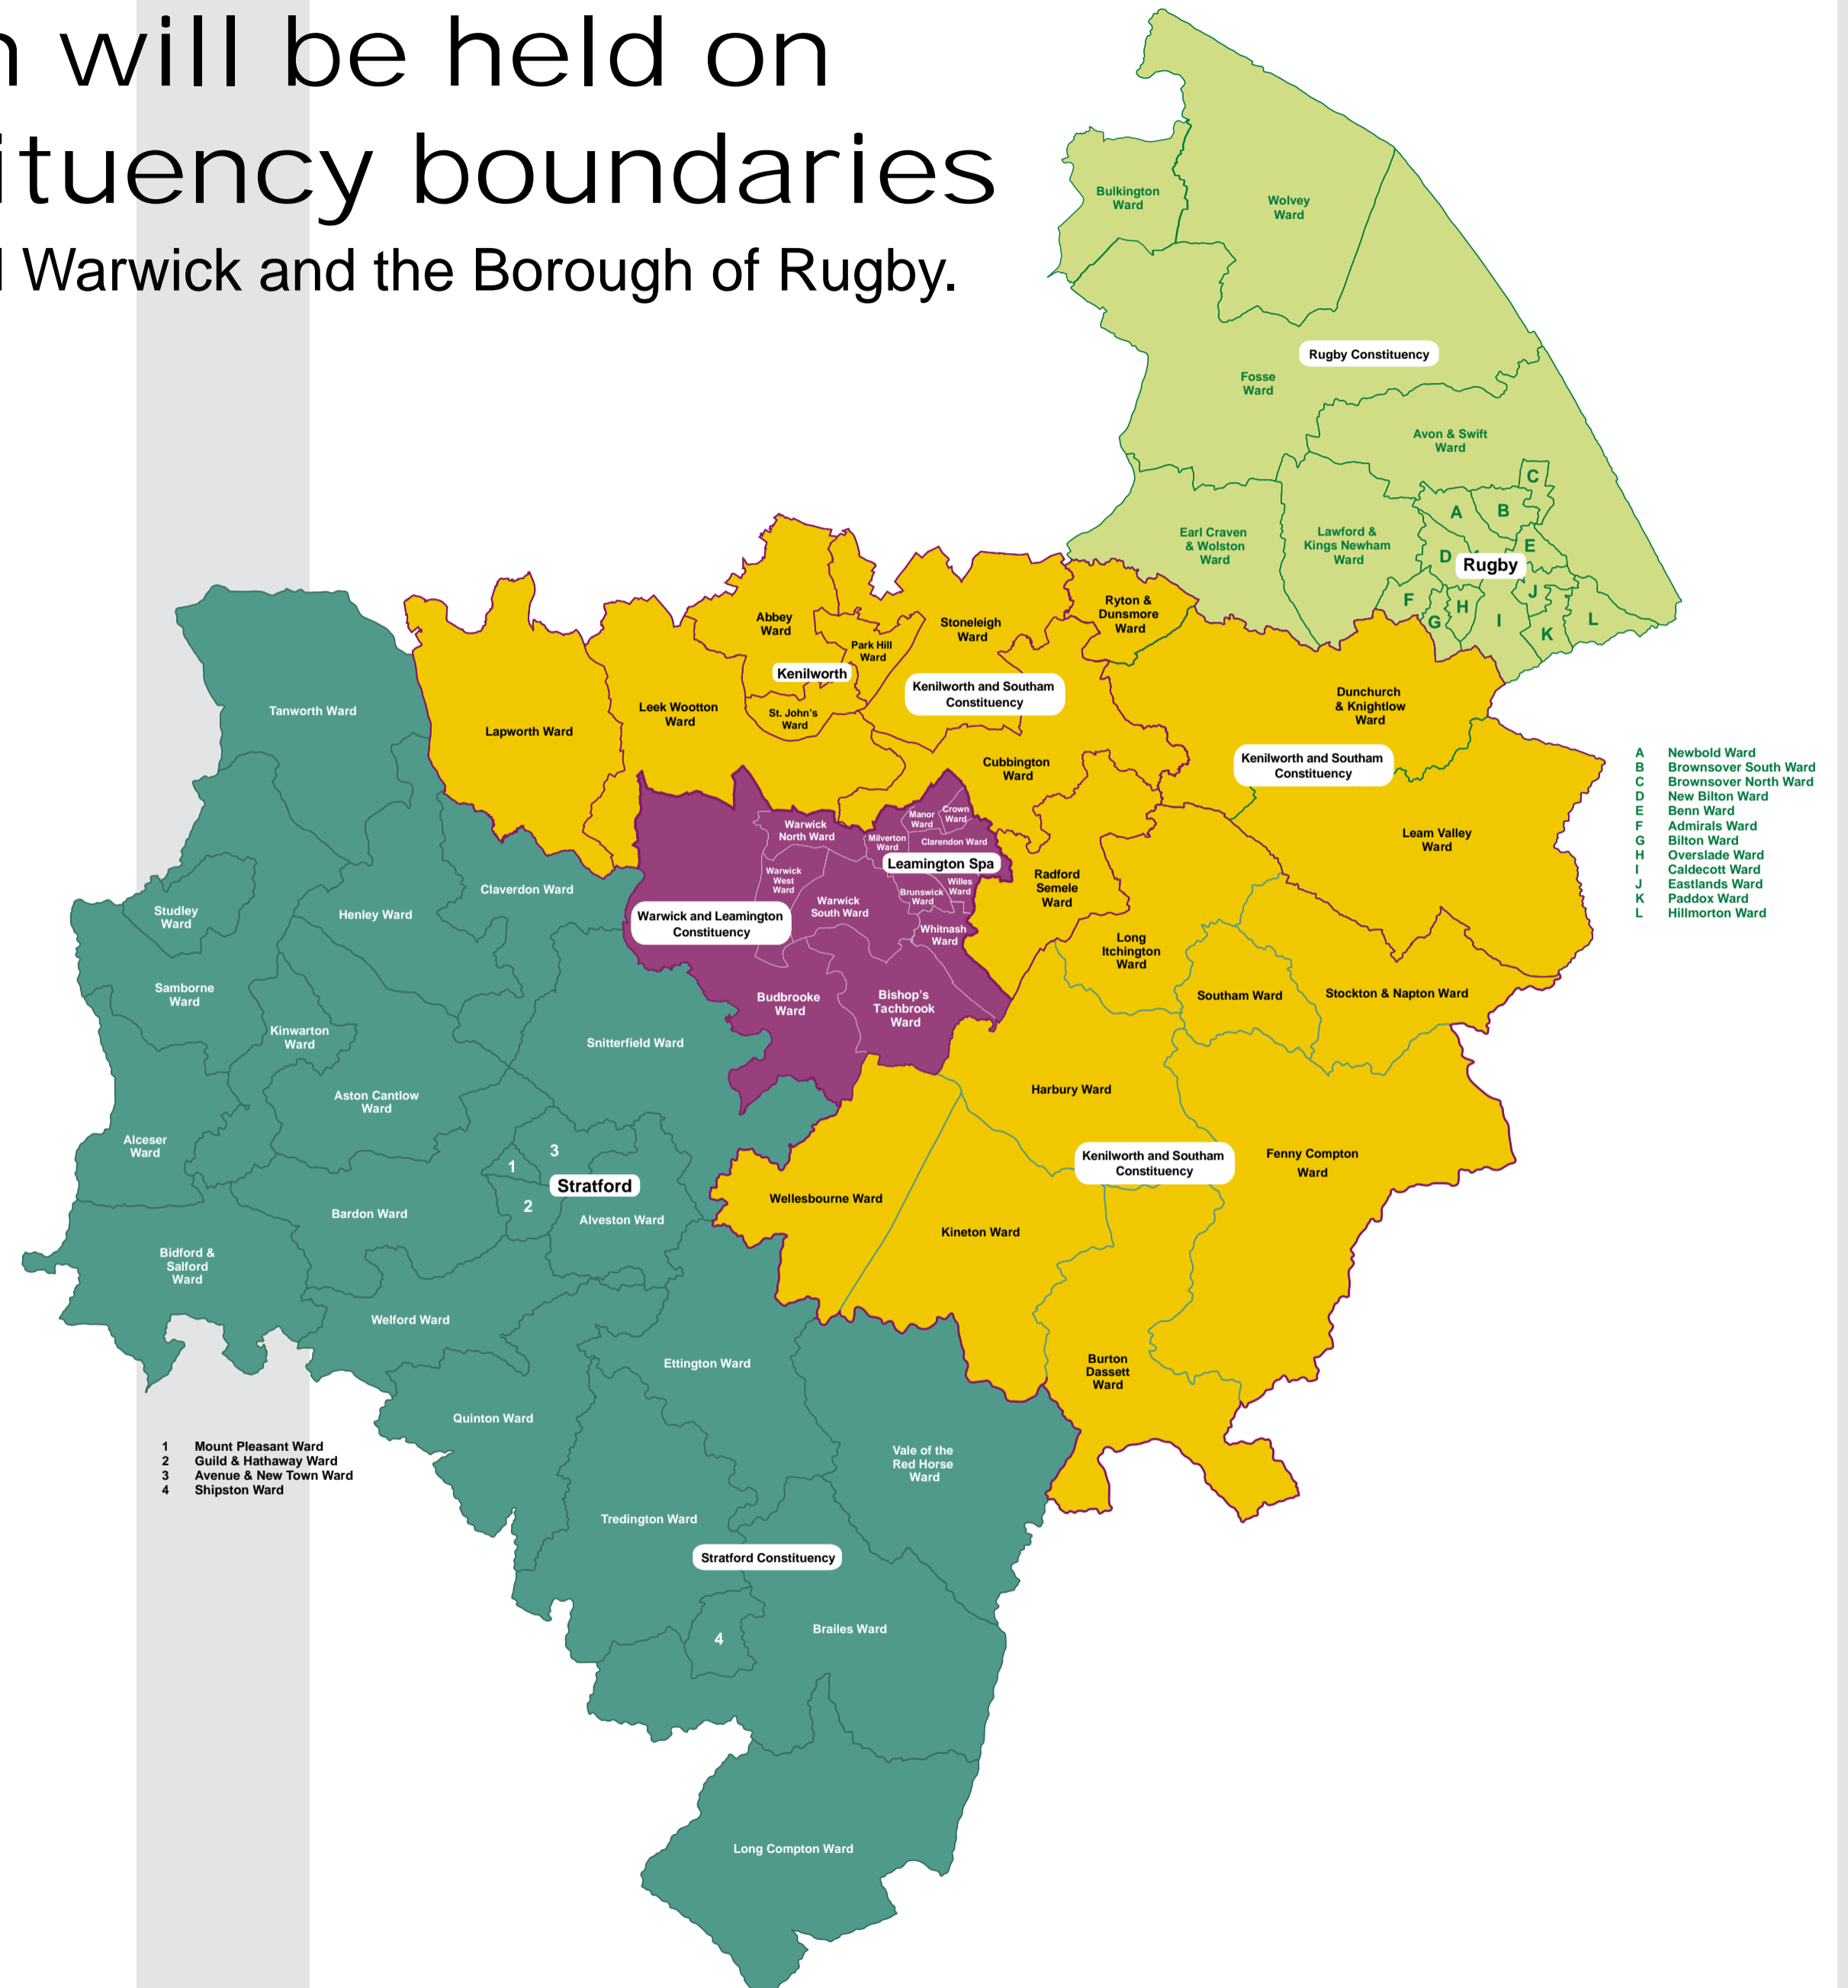 n will be held on
ituency boundaries
l Warwick and the Borough of Rugby.
Bulkington
Ward
Wolvey
Ward
Rugby Constituency
Fosse
Ward
Avon & Swift
Ward
C
A
B
Earl Craven
& Wolston
Ward
Lawford &
Kings Newham
Ward
D
E
Rugby
F
G
H
I
J
K
L
Abbey
Ward
Park Hill
Ward
Stoneleigh
Ward
Ryton &
Dunsmore
Ward
Kenilworth
Kenilworth and Southam
Constituency
St. John's
Ward
Leek Wootton
Ward
Lapworth Ward
Tanworth Ward
Dunchurch
& Knightlow
Ward
Cubbington
Ward
Kenilworth and Southam
Constituency
Leam Valley
Ward
A Newbold Ward
B Brownsover South Ward
C Brownsover North Ward
D New Bilton Ward
E Benn Ward
F Admirals Ward
G Bilton Ward
H Overslade Ward
I Caldecott Ward
J Eastlands Ward
K Paddox Ward
L Hillmorton Ward
Warwick
North Ward
Manor
Ward
Crown
Ward
Milverton
Ward
Clarendon Ward
Leamington Spa
Warwick
West
Ward
Willes
Ward
Brunswick
Ward
Warwick
South Ward
Warwick and Leamington
Constituency
Whitnash
Ward
Radford
Semele
Ward
Budbrooke
Ward
Bishop's
Tachbrook
Ward
Long
Itchington
Ward
Southam Ward
Stockton & Napton Ward
Claverdon Ward
Henley Ward
Studley
Ward
Samborne
Ward
Kinwarton
Ward
Snitterfield Ward
Aston Cantlow
Ward
Alceser
Ward
Harbury Ward
Kenilworth and Southam
Constituency
Fenny Compton
Ward
1
3
Stratford
2
Alveston Ward
Bardon Ward
Wellesbourne Ward
Kineton Ward
Bidford &
Salford
Ward
Welford Ward
Ettington Ward
Burton
Dassett
Ward
Quinton Ward
Vale of the
Red Horse
Ward
1 Mount Pleasant Ward
2 Guild & Hathaway Ward
3 Avenue & New Town Ward
4 Shipston Ward
Tredington Ward
Stratford Constituency
4
Brailes Ward
Long Compton Ward